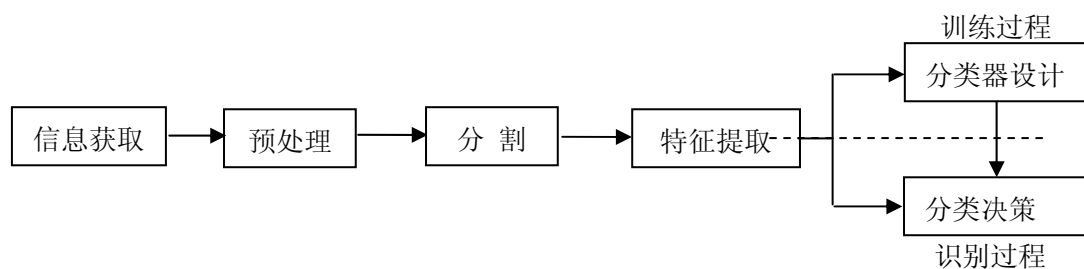 训练过程
分类器设计
信息获取
预处理
分 割
特征提取
分类决策
识别过程